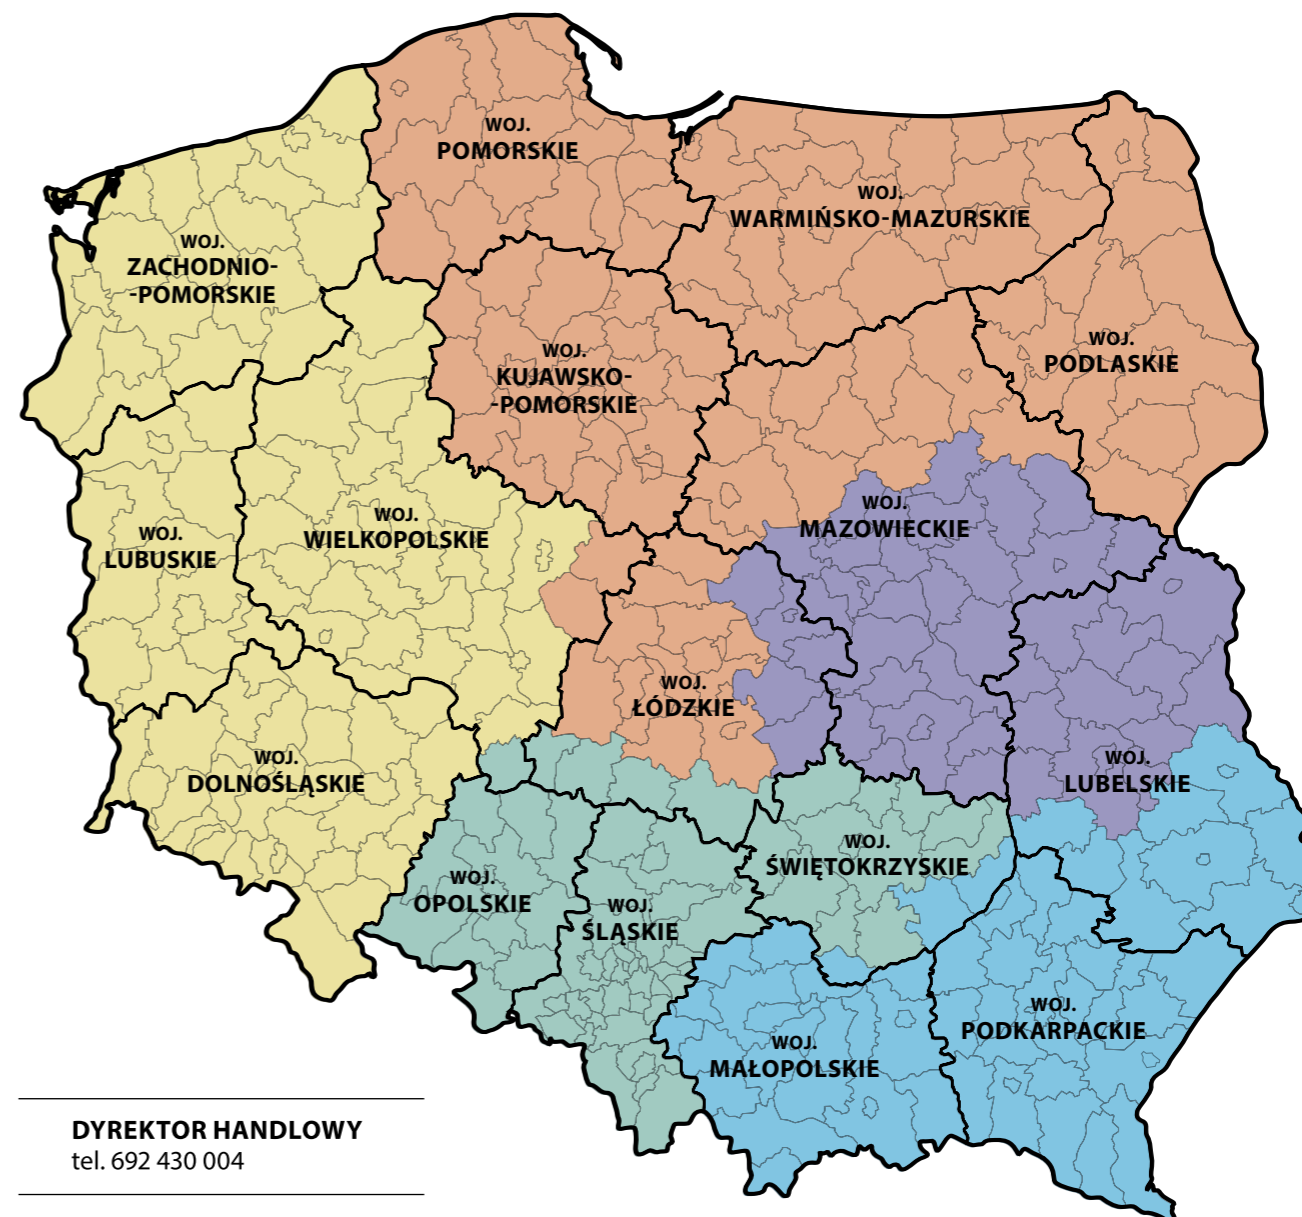 WOJ.
POMORSKIE
WOJ.
WARMIŃSKO-MAZURSKIE
WOJ.
ZACHODNIO-
-POMORSKIE
WOJ.
PODLASKIE
WOJ.
KUJAWSKO-
-POMORSKIE
WOJ.
MAZOWIECKIE
WOJ.
WIELKOPOLSKIE
WOJ.
LUBUSKIE
WOJ.
ŁÓDZKIE
WOJ.
DOLNOŚLĄSKIE
WOJ.
LUBELSKIE
WOJ.
ŚWIĘTOKRZYSKIE
WOJ.
OPOLSKIE
WOJ.
ŚLĄSKIE
WOJ.
PODKARPACKIE
WOJ.
MAŁOPOLSKIE
DYREKTOR HANDLOWY
tel. 692 430 004